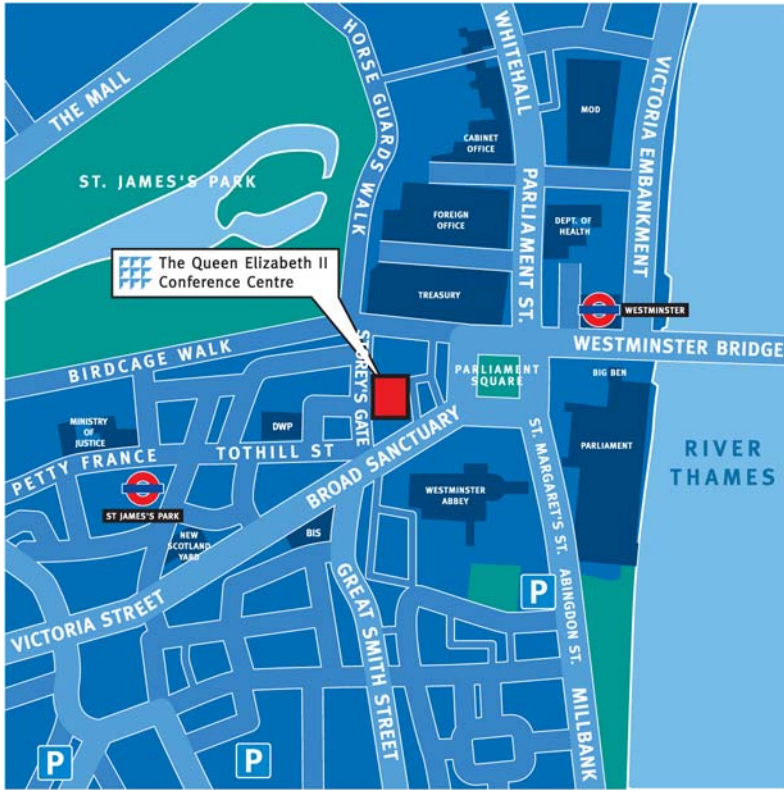 THE MALL
HORSE GUARDS WALK
WHITEHALL
VICTORIA EMBANKMENT
MOD
CABINET
OFFICE
ST. JAMES'S PARK
PARLIAMENT ST.
FOREIGN
OFFICE
DEPT. OF
HEALTH
The Queen Elizabeth II
Conference Centre
TREASURY
WESTMINSTER
BIRDCAGE WALK
STOREY'S GATE
WESTMINSTER BRIDGE
PARLIAMENT
SQUARE
BIG BEN
MINISTRY
OF
JUSTICE
DWP
PETTY FRANCE
TOTHILL ST
BROAD SANCTUARY
ST. MARGARET'S ST.
PARLIAMENT
RIVER
THAMES
ST JAMES'S PARK
WESTMINSTER
ABBEY
NEW
SCOTLAND
YARD
BIS
VICTORIA STREET
GREAT SMITH STREET
P
ABINGDON ST.
MILLBANK
P
P